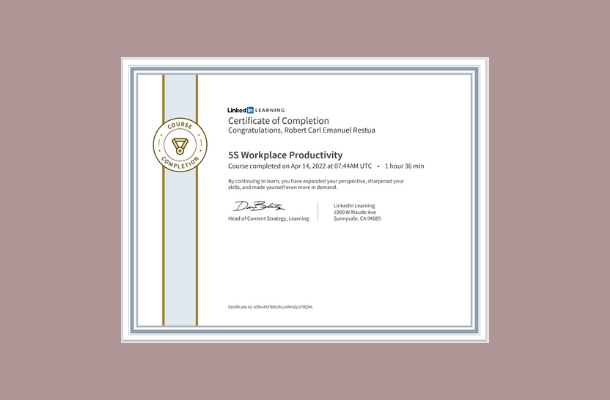 LinkedIn LEARNING
Certificate of Completion
Congratulations, Robert Carl Emanuel Restua
COURSE
COMPLETION
5S Workplace Productivity
Course completed on Apr 14, 2022 at 07:44AM UTC • 1 hour 36 min
By continuing to learn, you have expanded your perspective, sharpened your
skills, and made yourself even more in demand.
Head of Content Strategy, Learning
LinkedIn Learning
1000 W Maude Ave
Sunnyvale, CA 94085
Certificate ID: